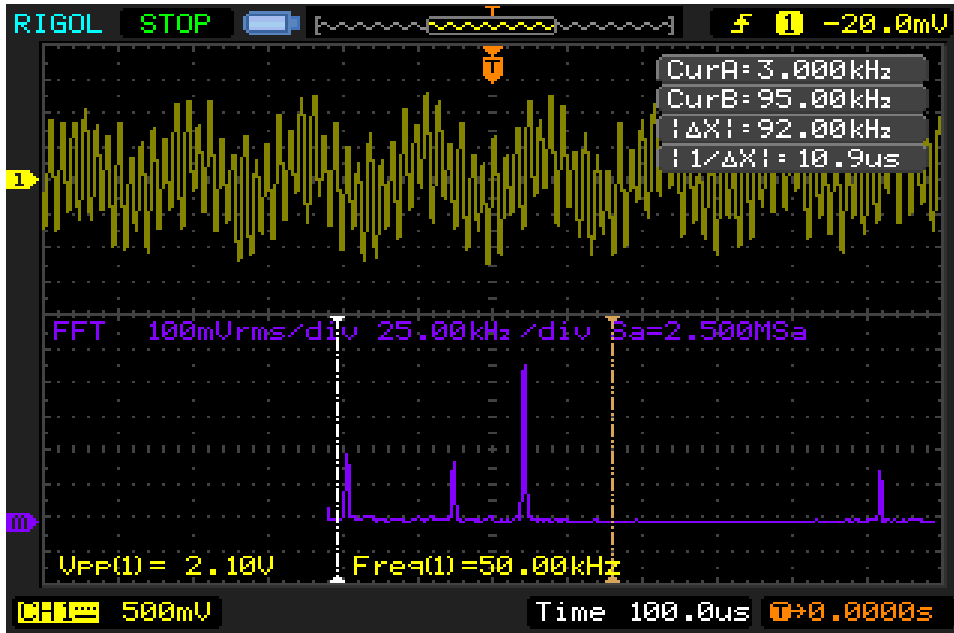 RIGOL STOP T 1 -20.0mV
T
CurA=3.000kHz
CurB=95.00kHz
|ΔX|=92.00kHz
|1/ΔX|=10.9us
1
FFT 100mVrms/div 25.00kHz/div Sa=2.500MSa
M
Vpp(1)= 2.10V Freq(1)=50.00kHz
CH1 500mV Time 100.0us T→0.0000s